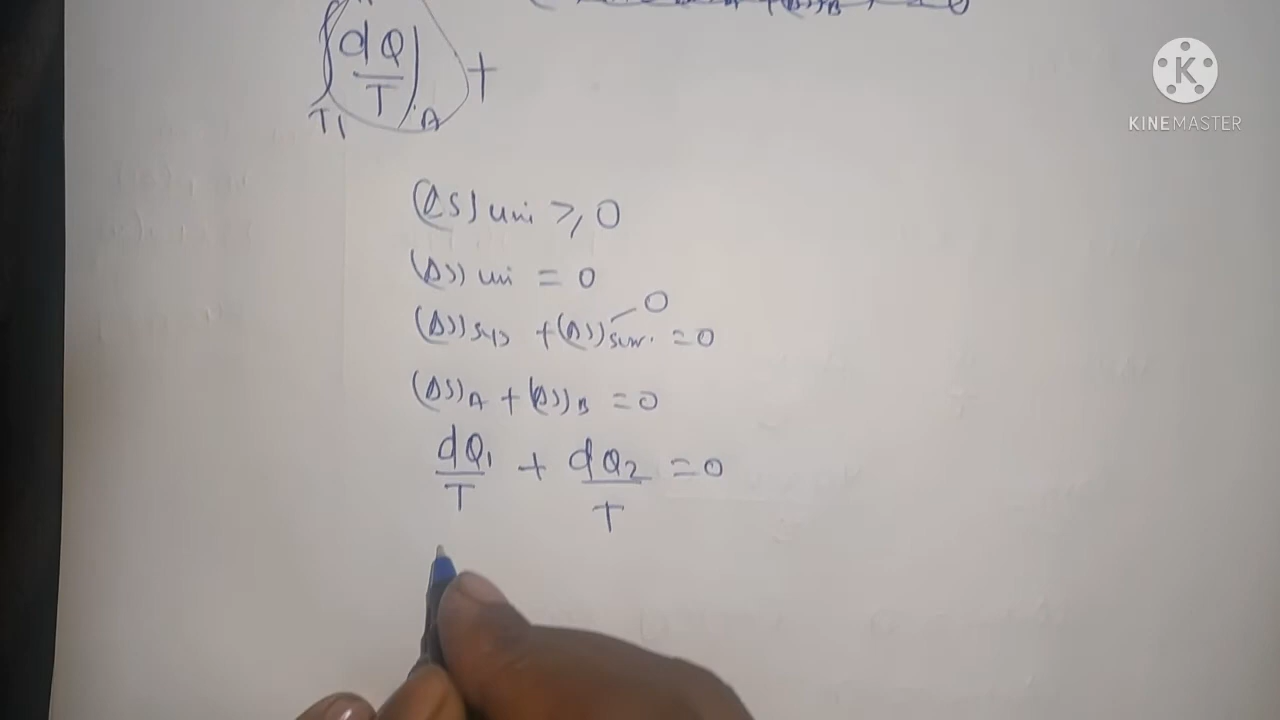 ∫(dQ/T)A +
T1
(ΔS)uni ≥ 0
(ΔS)uni = 0
(ΔS)sys + (ΔS)surr. = 0
0
(ΔS)A + (ΔS)B = 0
dQ1/T + dQ2/T = 0
K
KINEMASTER